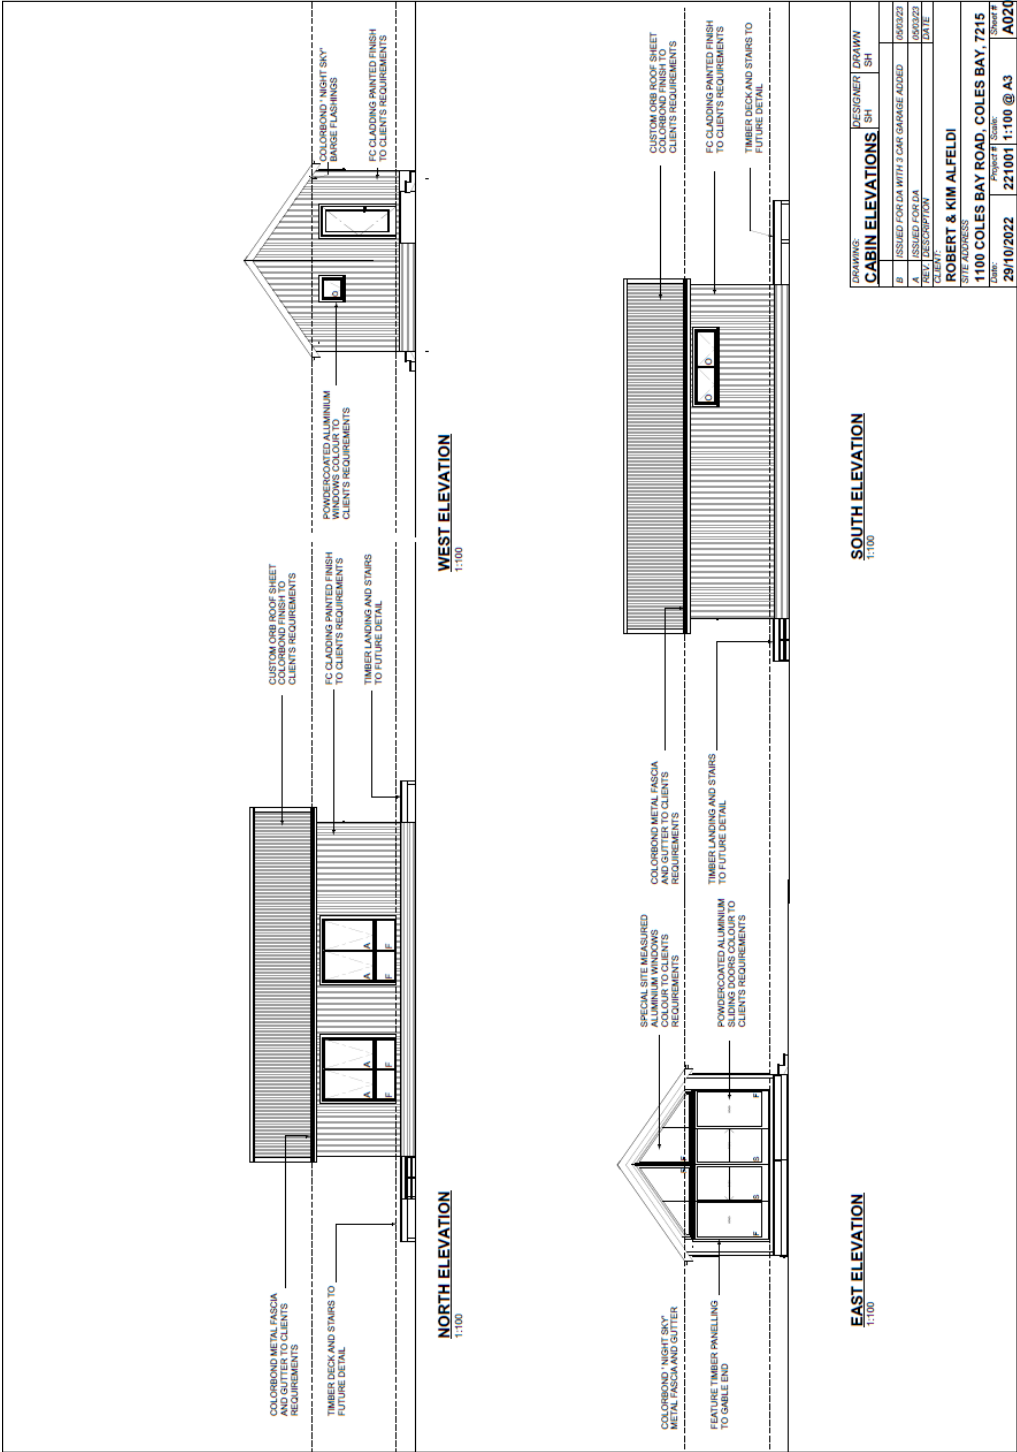 COLORBOND METAL FASCIA
AND GUTTER TO CLIENTS
REQUIREMENTS
TIMBER DECK AND STAIRS TO
FUTURE DETAIL
CUSTOM ORB ROOF SHEET
COLORBOND FINISH TO
CLIENTS REQUIREMENTS
FC CLADDING PAINTED FINISH
TO CLIENTS REQUIREMENTS
TIMBER LANDING AND STAIRS
TO FUTURE DETAIL
A
A
A
A
F
F
F
F
NORTH ELEVATION
1:100
POWDERCOATED ALUMINIUM
WINDOWS COLOUR TO
CLIENTS REQUIREMENTS
COLORBOND ' NIGHT SKY'
BARGE FLASHINGS
FC CLADDING PAINTED FINISH
TO CLIENTS REQUIREMENTS
O
WEST ELEVATION
1:100
COLORBOND ' NIGHT SKY'
METAL FASCIA AND GUTTER
FEATURE TIMBER PANELLING
TO GABLE END
SPECIAL SITE MEASURED
ALUMINIUM WINDOWS
COLOUR TO CLIENTS
REQUIREMENTS
POWDERCOATED ALUMINIUM
SLIDING DOORS COLOUR TO
CLIENTS REQUIREMENTS
F
S
S
F
EAST ELEVATION
1:100
COLORBOND METAL FASCIA
AND GUTTER TO CLIENTS
REQUIREMENTS
TIMBER LANDING AND STAIRS
TO FUTURE DETAIL
CUSTOM ORB ROOF SHEET
COLORBOND FINISH TO
CLIENTS REQUIREMENTS
FC CLADDING PAINTED FINISH
TO CLIENTS REQUIREMENTS
TIMBER DECK AND STAIRS TO
FUTURE DETAIL
O O
SOUTH ELEVATION
1:100
DRAWING: DESIGNER DRAWN
CABIN ELEVATIONS SH SH
B ISSUED FOR DA WITH 3 CAR GARAGE ADDED 05/03/23
A ISSUED FOR DA 05/03/23
REV. DESCRIPTION DATE
CLIENT:
ROBERT & KIM ALFELDI
SITE ADDRESS
1100 COLES BAY ROAD, COLES BAY, 7215
Date: Project # Scale: Sheet #
29/10/2022 221001 1:100 @ A3 A020